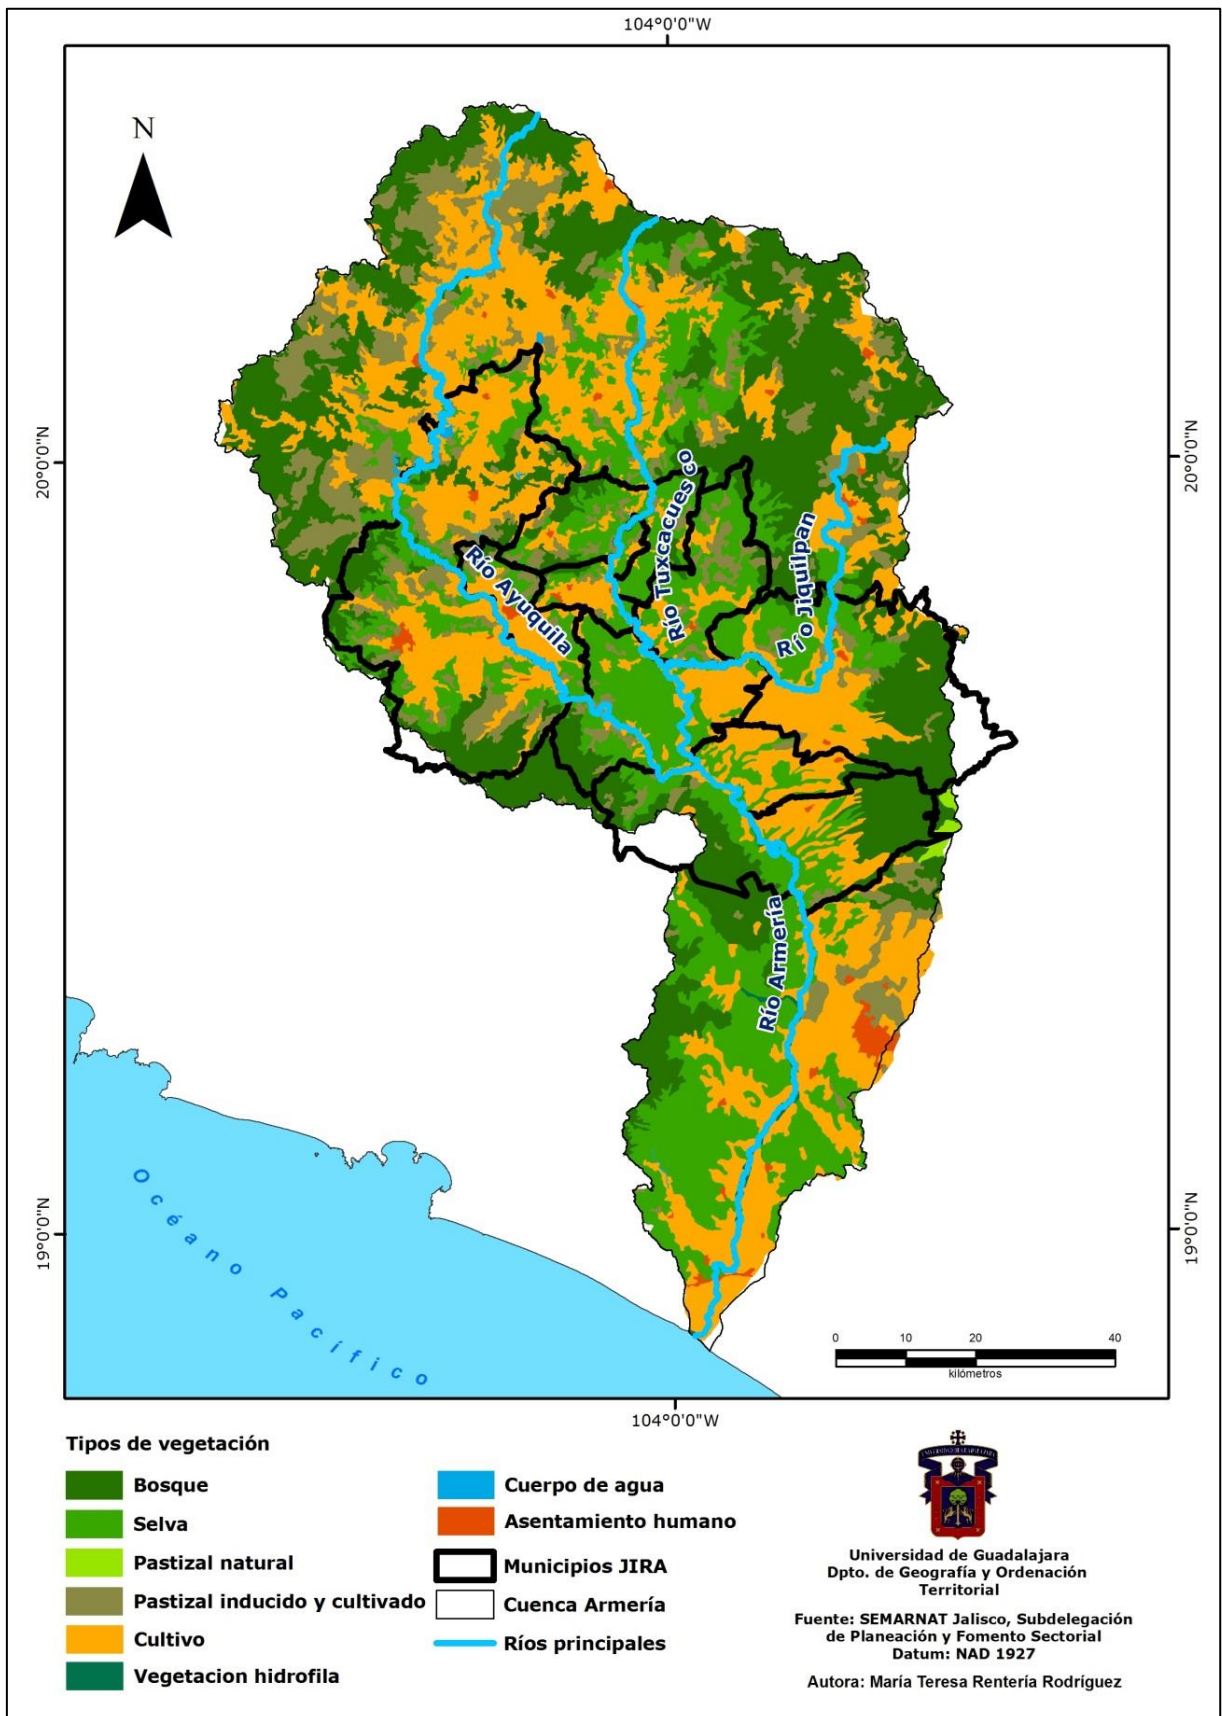 104°0'0"W
N
20°0'0"N
20°0'0"N
Río Tuxcacuesco
Río Jiquilpan
Río Ayuquila
Río Armería
19°0'0"N
19°0'0"N
Océano Pacífico
0 10 20 40
kilómetros
104°0'0"W
Tipos de vegetación
Bosque
Selva
Pastizal natural
Pastizal inducido y cultivado
Cultivo
Vegetacion hidrofila
Cuerpo de agua
Asentamiento humano
Municipios JIRA
Cuenca Armería
Ríos principales
Universidad de Guadalajara
Dpto. de Geografía y Ordenación
Territorial
Fuente: SEMARNAT Jalisco, Subdelegación
de Planeación y Fomento Sectorial
Datum: NAD 1927
Autora: María Teresa Rentería Rodríguez